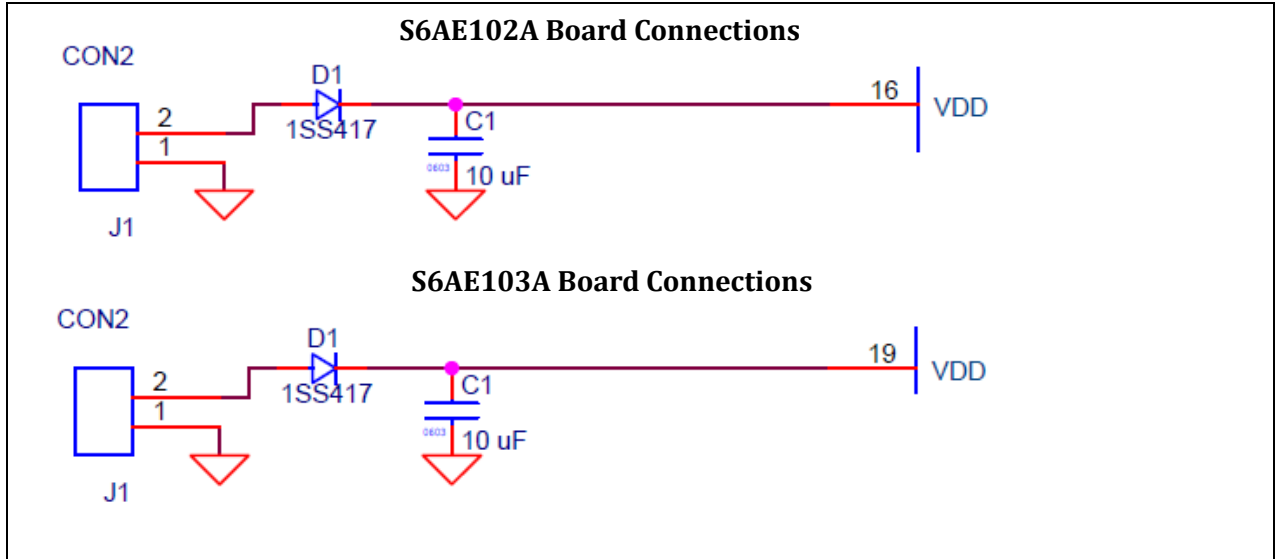 S6AE102A Board Connections
CON2
D1
16
VDD
2
1SS417
C1
1
0603
10 uF
J1
S6AE103A Board Connections
CON2
D1
19
VDD
2
1SS417
C1
1
0603
10 uF
J1